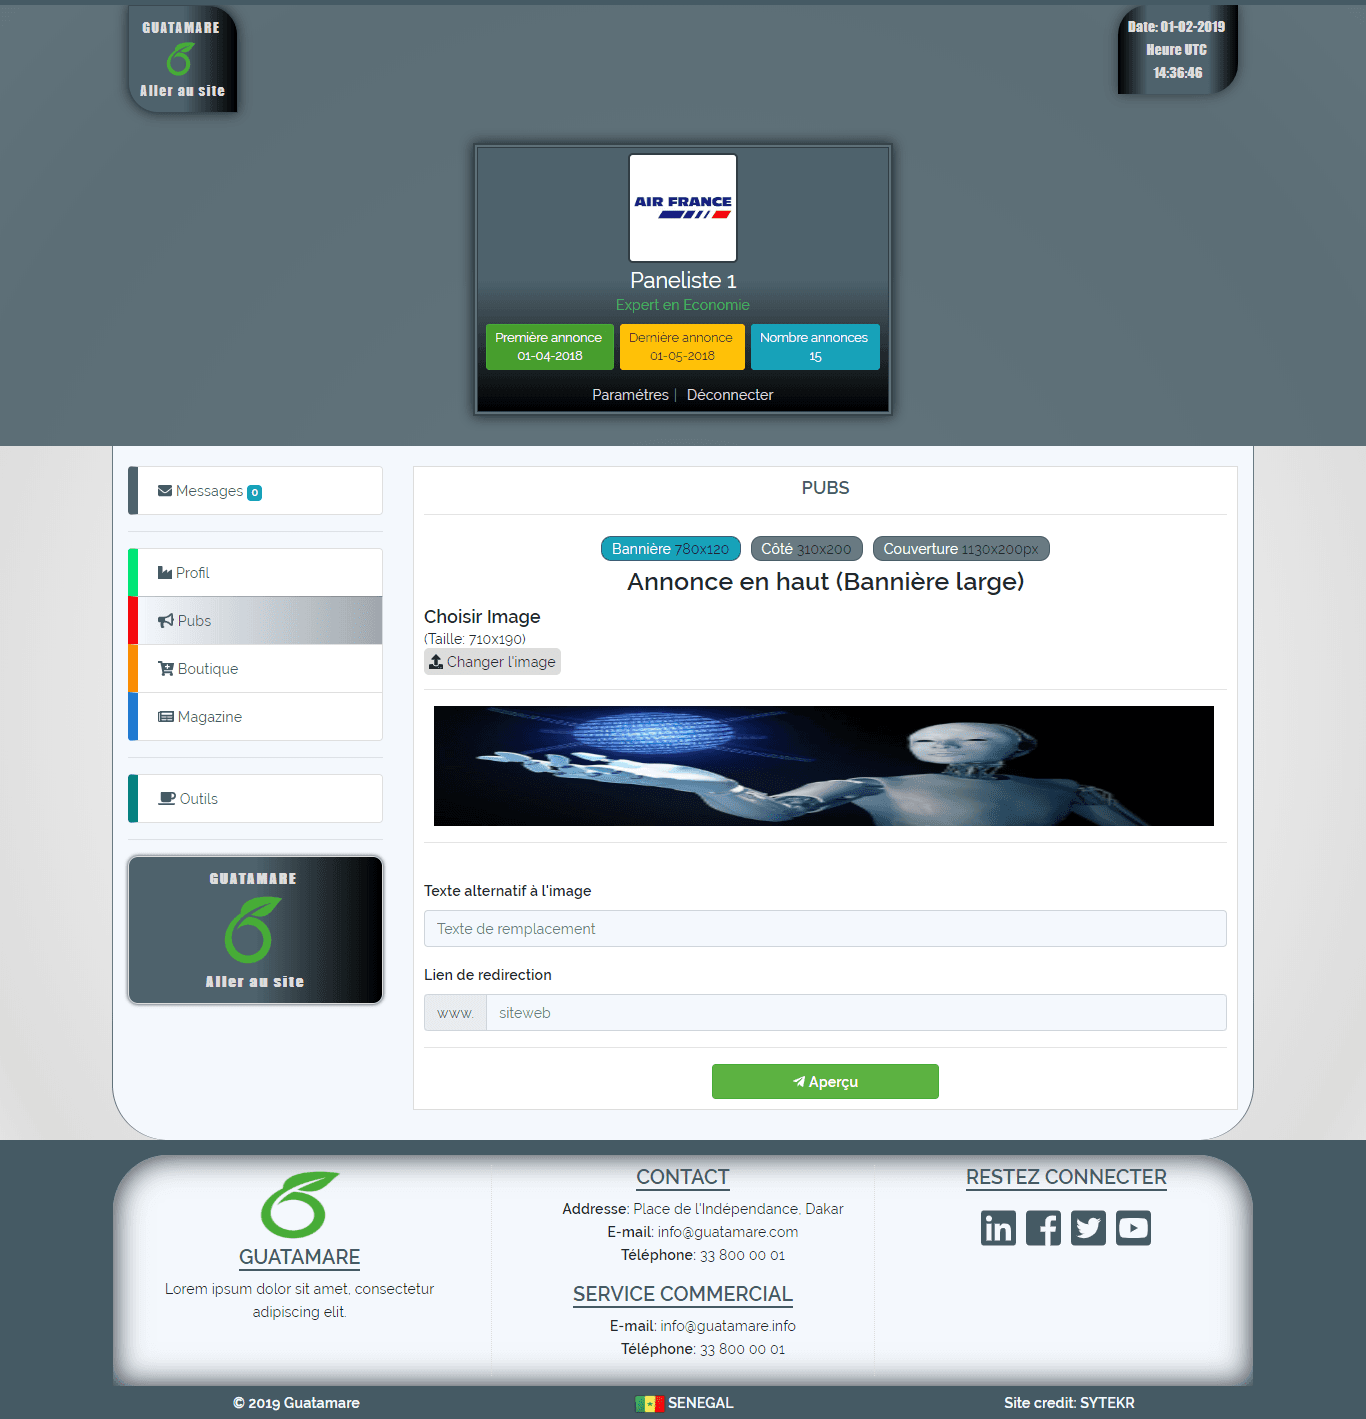 GUATAMARE
Aller au site
Date: 01-02-2019
Heure UTC
14:36:46
AIR FRANCE
Paneliste 1
Expert en Economie
Première annonce
01-04-2018
Dernière annonce
01-05-2018
Nombre annonces
15
Paramétres | Déconnecter
Messages 0
Profil
Pubs
Boutique
Magazine
Outils
GUATAMARE
Aller au site
PUBS
Bannière 780x120
Côté 310x200
Couverture 1130x200px
Annonce en haut (Bannière large)
Choisir Image
(Taille: 710x190)
Changer l'image
Texte alternatif à l'image
Texte de remplacement
Lien de redirection
www. siteweb
Aperçu
GUATAMARE
Lorem ipsum dolor sit amet, consectetur
adipiscing elit.
CONTACT
Addresse: Place de l'Indépendance, Dakar
E-mail: info@guatamare.com
Téléphone: 33 800 00 01
SERVICE COMMERCIAL
E-mail: info@guatamare.info
Téléphone: 33 800 00 01
RESTEZ CONNECTER
© 2019 Guatamare
SENEGAL
Site credit: SYTEKR